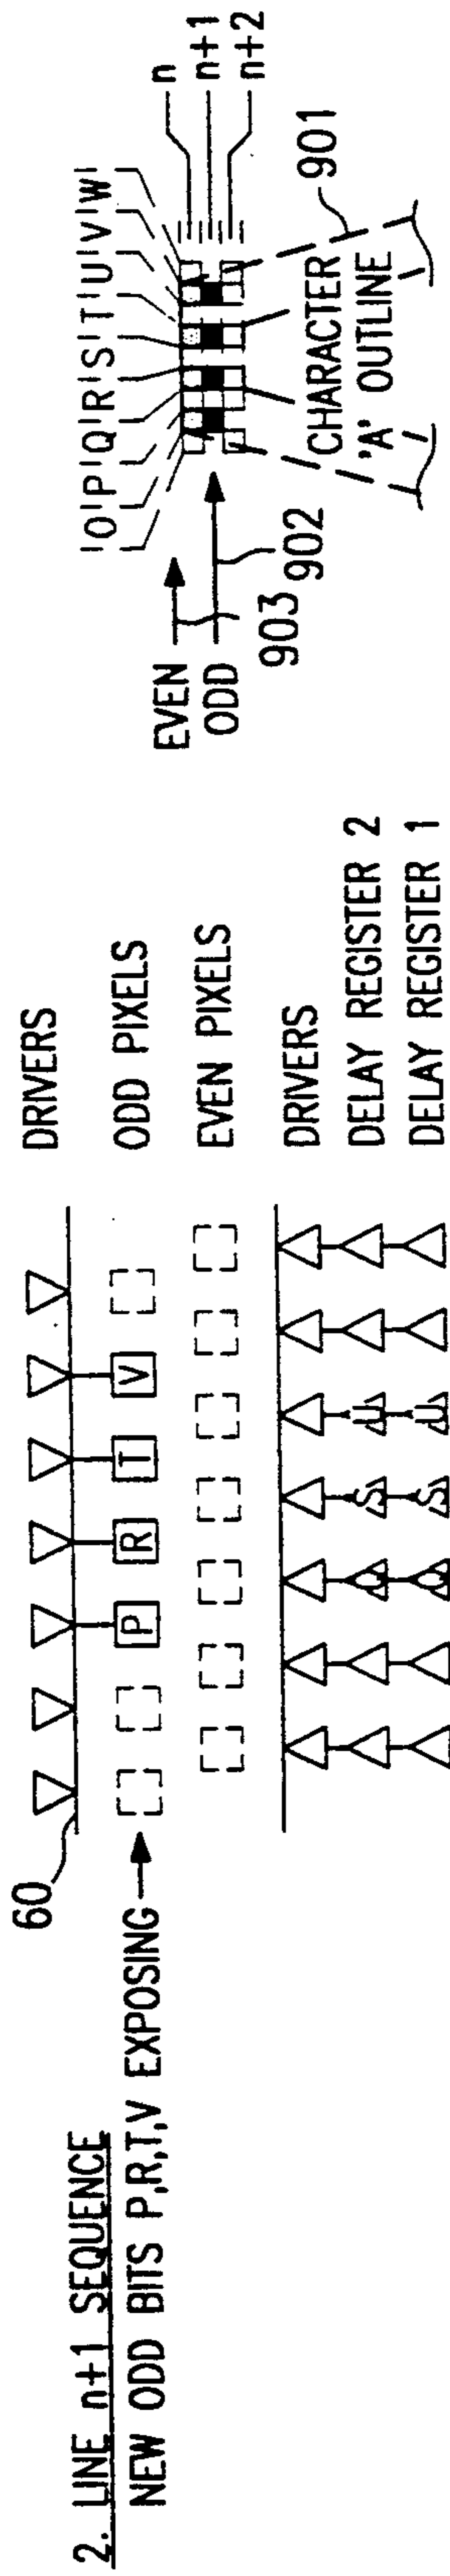 2. LINE n+1 SEQUENCE
NEW ODD BITS P,R,T,V EXPOSING
60
DRIVERS
P R T V
ODD PIXELS
EVEN PIXELS
DRIVERS
Q S U
DELAY REGISTER 2
Q S U
DELAY REGISTER 1
O P Q R S T U V W
EVEN
ODD
903
902
n
n+1
n+2
901
CHARACTER
'A' OUTLINE